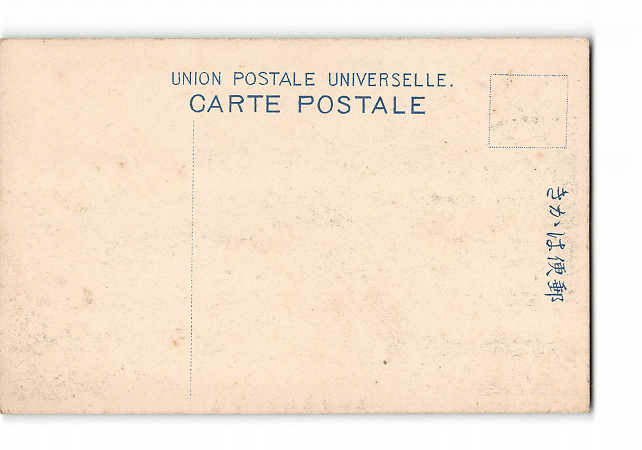 UNION POSTALE UNIVERSELLE.
CARTE POSTALE
きかは便郵